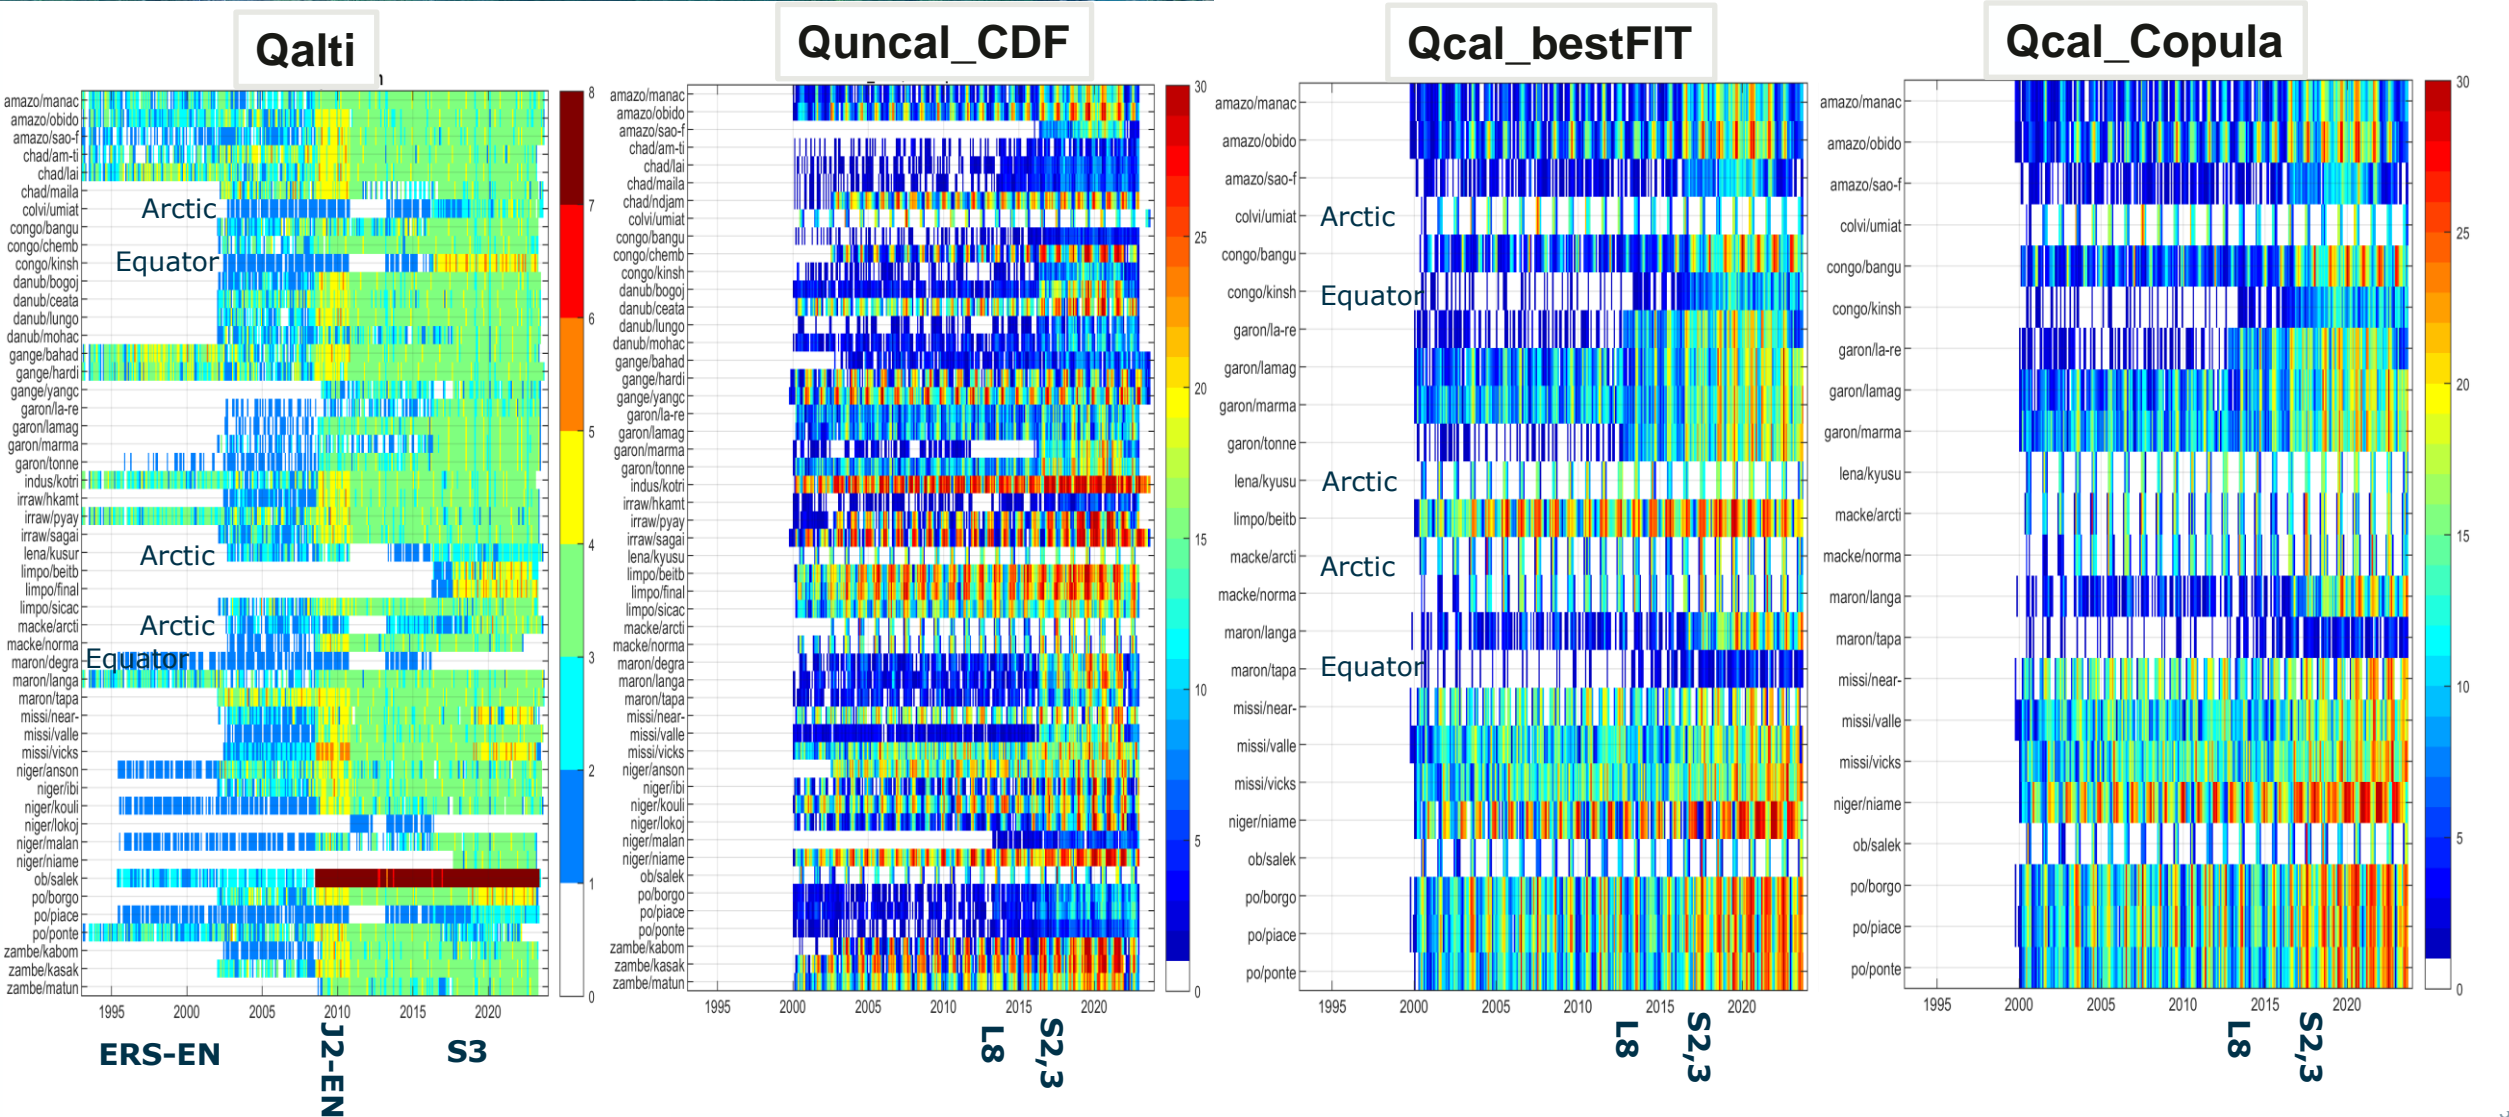 Qalti
amazo/manac
amazo/obido
amazo/sao-f
chad/am-ti
chad/lai
chad/maila
colvi/umiat
congo/bangu
congo/chemb
congo/kinsh
danub/bogoj
danub/ceata
danub/lungo
danub/mohac
gange/bahad
gange/hardi
gange/yangc
garon/la-re
garon/lamag
garon/marma
garon/tonne
indus/kotri
irraw/hkamt
irraw/pyay
irraw/sagai
lena/kusur
limpo/beitb
limpo/final
limpo/sicac
macke/arcti
macke/norma
maron/degra
maron/langa
maron/tapa
missi/near-
missi/valle
missi/vicks
niger/anson
niger/ibi
niger/kouli
niger/lokoj
niger/malan
niger/niame
ob/salek
po/borgo
po/piace
po/ponte
zambe/kabom
zambe/kasak
zambe/matun
Arctic
Equator
Arctic
Arctic
Equator
1995 2000 2005 2010 2015 2020
8
7
6
5
4
3
2
1
0
ERS-EN
J2-EN
S3
Quncal_CDF
amazo/manac
amazo/obido
amazo/sao-f
chad/am-ti
chad/lai
chad/maila
chad/ndjam
colvi/umiat
congo/bangu
congo/chemb
congo/kinsh
danub/bogoj
danub/ceata
danub/lungo
danub/mohac
gange/bahad
gange/hardi
gange/yangc
garon/la-re
garon/lamag
garon/marma
garon/tonne
indus/kotri
irraw/hkamt
irraw/pyay
irraw/sagai
lena/kyusu
limpo/beitb
limpo/final
limpo/sicac
macke/arcti
macke/norma
maron/degra
maron/langa
maron/tapa
missi/near-
missi/valle
missi/vicks
niger/anson
niger/ibi
niger/kouli
niger/lokoj
niger/malan
niger/niame
ob/salek
po/borgo
po/piace
po/ponte
zambe/kabom
zambe/kasak
zambe/matun
1995 2000 2005 2010 2015 2020
30
25
20
15
10
5
0
L8
S2,3
Qcal_bestFIT
amazo/manac
amazo/obido
amazo/sao-f
colvi/umiat
congo/bangu
congo/kinsh
garon/la-re
garon/lamag
garon/marma
garon/tonne
lena/kyusu
limpo/beitb
macke/arcti
macke/norma
maron/langa
maron/tapa
missi/near-
missi/valle
missi/vicks
niger/niame
ob/salek
po/borgo
po/piace
po/ponte
Arctic
Equator
Arctic
Arctic
Equator
1995 2000 2005 2010 2015 2020
L8
S2,3
Qcal_Copula
amazo/manac
amazo/obido
amazo/sao-f
colvi/umiat
congo/bangu
congo/kinsh
garon/la-re
garon/lamag
garon/marma
lena/kyusu
macke/arcti
macke/norma
maron/langa
maron/tapa
missi/near-
missi/valle
missi/vicks
niger/niame
ob/salek
po/borgo
po/piace
po/ponte
1995 2000 2005 2010 2015 2020
30
25
20
15
10
5
0
L8
S2,3